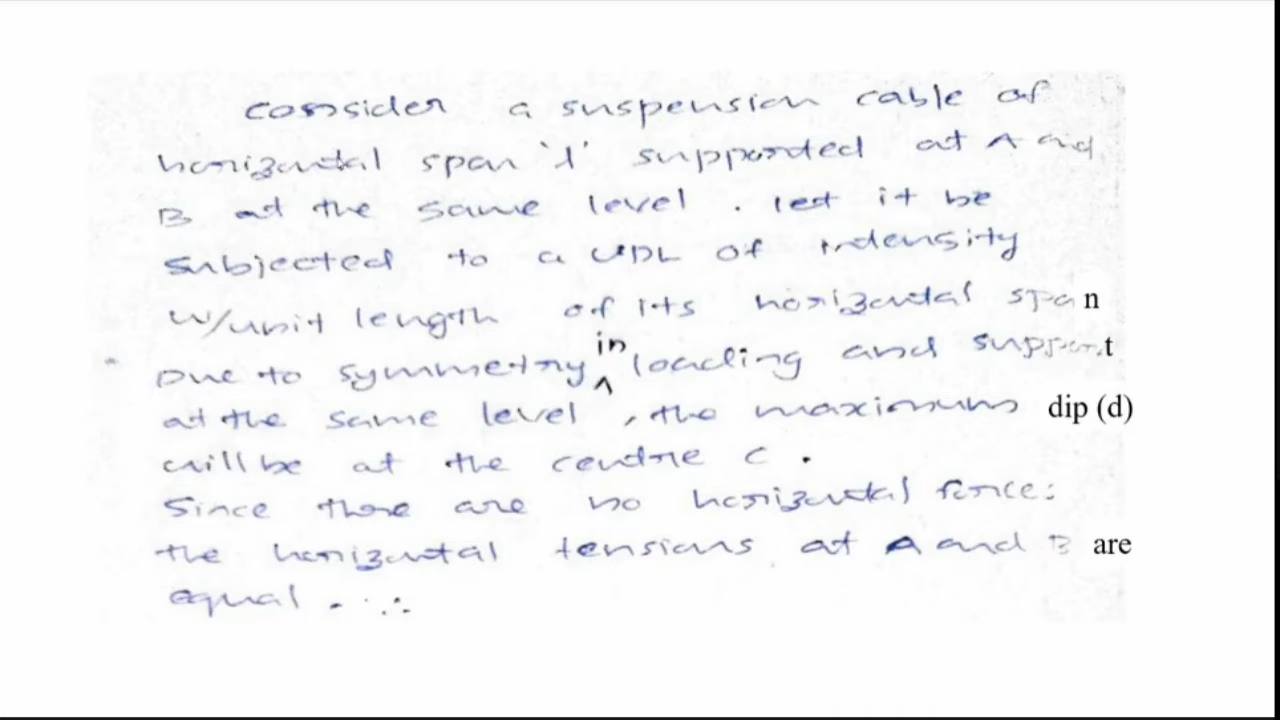 Consider a suspension cable of
horizontal span 'l' supported at A and
B at the same level . let it be
subjected to a UDL of intensity
w/unit length of its horizontal span
Due to symmetry in loading and support
at the same level , the maximum dip (d)
will be at the centre C .
Since there are no horizontal force:
the horizontal tensions at A and B are
equal . ∴